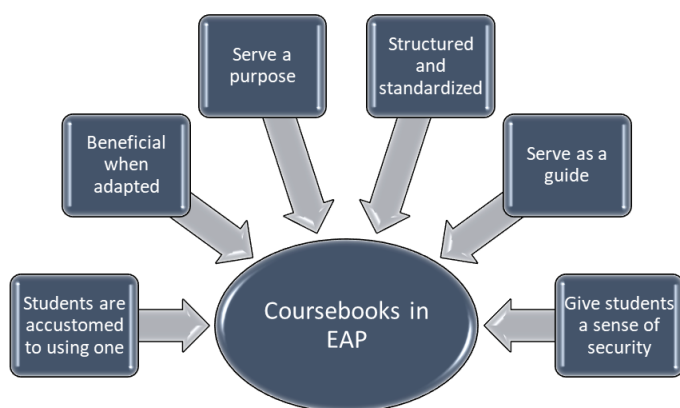 Serve a
purpose
Structured
and
standardized
Beneficial
when
adapted
Serve as a
guide
Students are
accustomed
to using one
Coursebooks in
EAP
Give students
a sense of
security